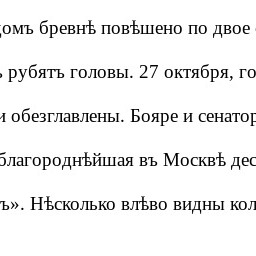 домъ бревнѣ повѣшено по двое
рубятъ головы. 27 октября, го
и обезглавлены. Бояре и сенатор
благороднѣйшая въ Москвѣ дес
ъ». Нѣсколько влѣво видны кол